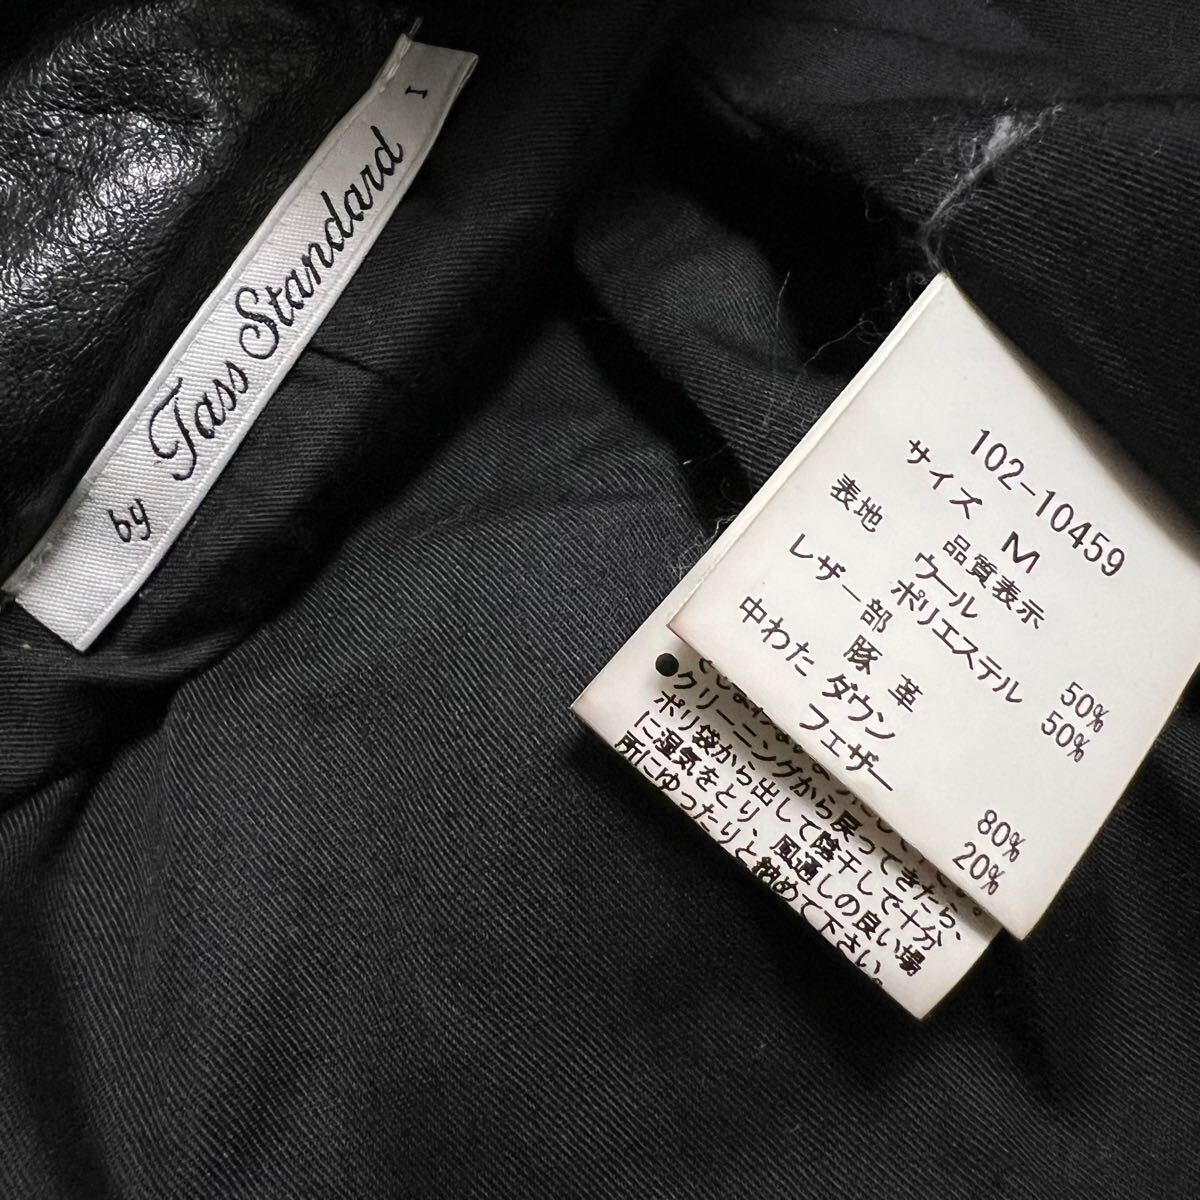 by Tass Standard
I
102-10459
サイズ M
品質表示
表地 ウール 50%
ポリエステル 50%
レザー部 豚革
中わた ダウン 80%
フェザー 20%
●クリーニングから戻ってきたら、
ポリ袋から出して陰干しで十分
に湿気をとり、風通しの良い場
所にゆったりと納めて下さい。